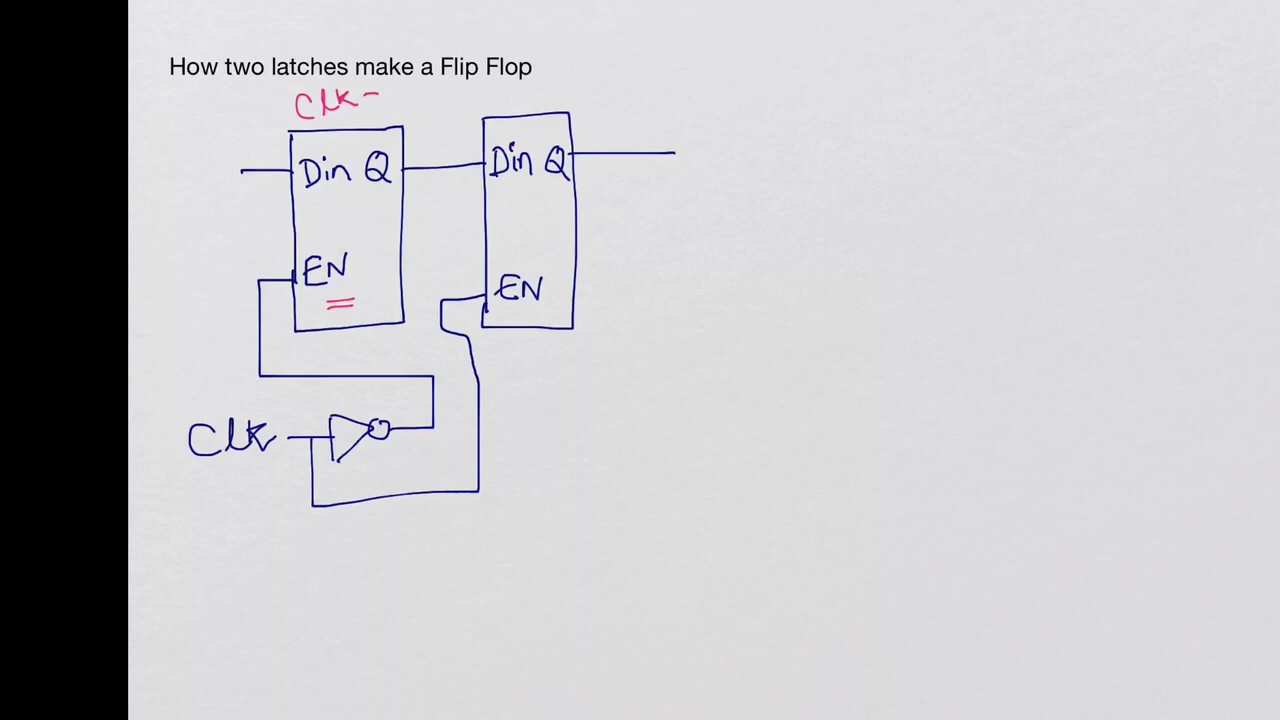 How two latches make a Flip Flop
Clk -
Din Q
Din Q
EN
EN
Clk